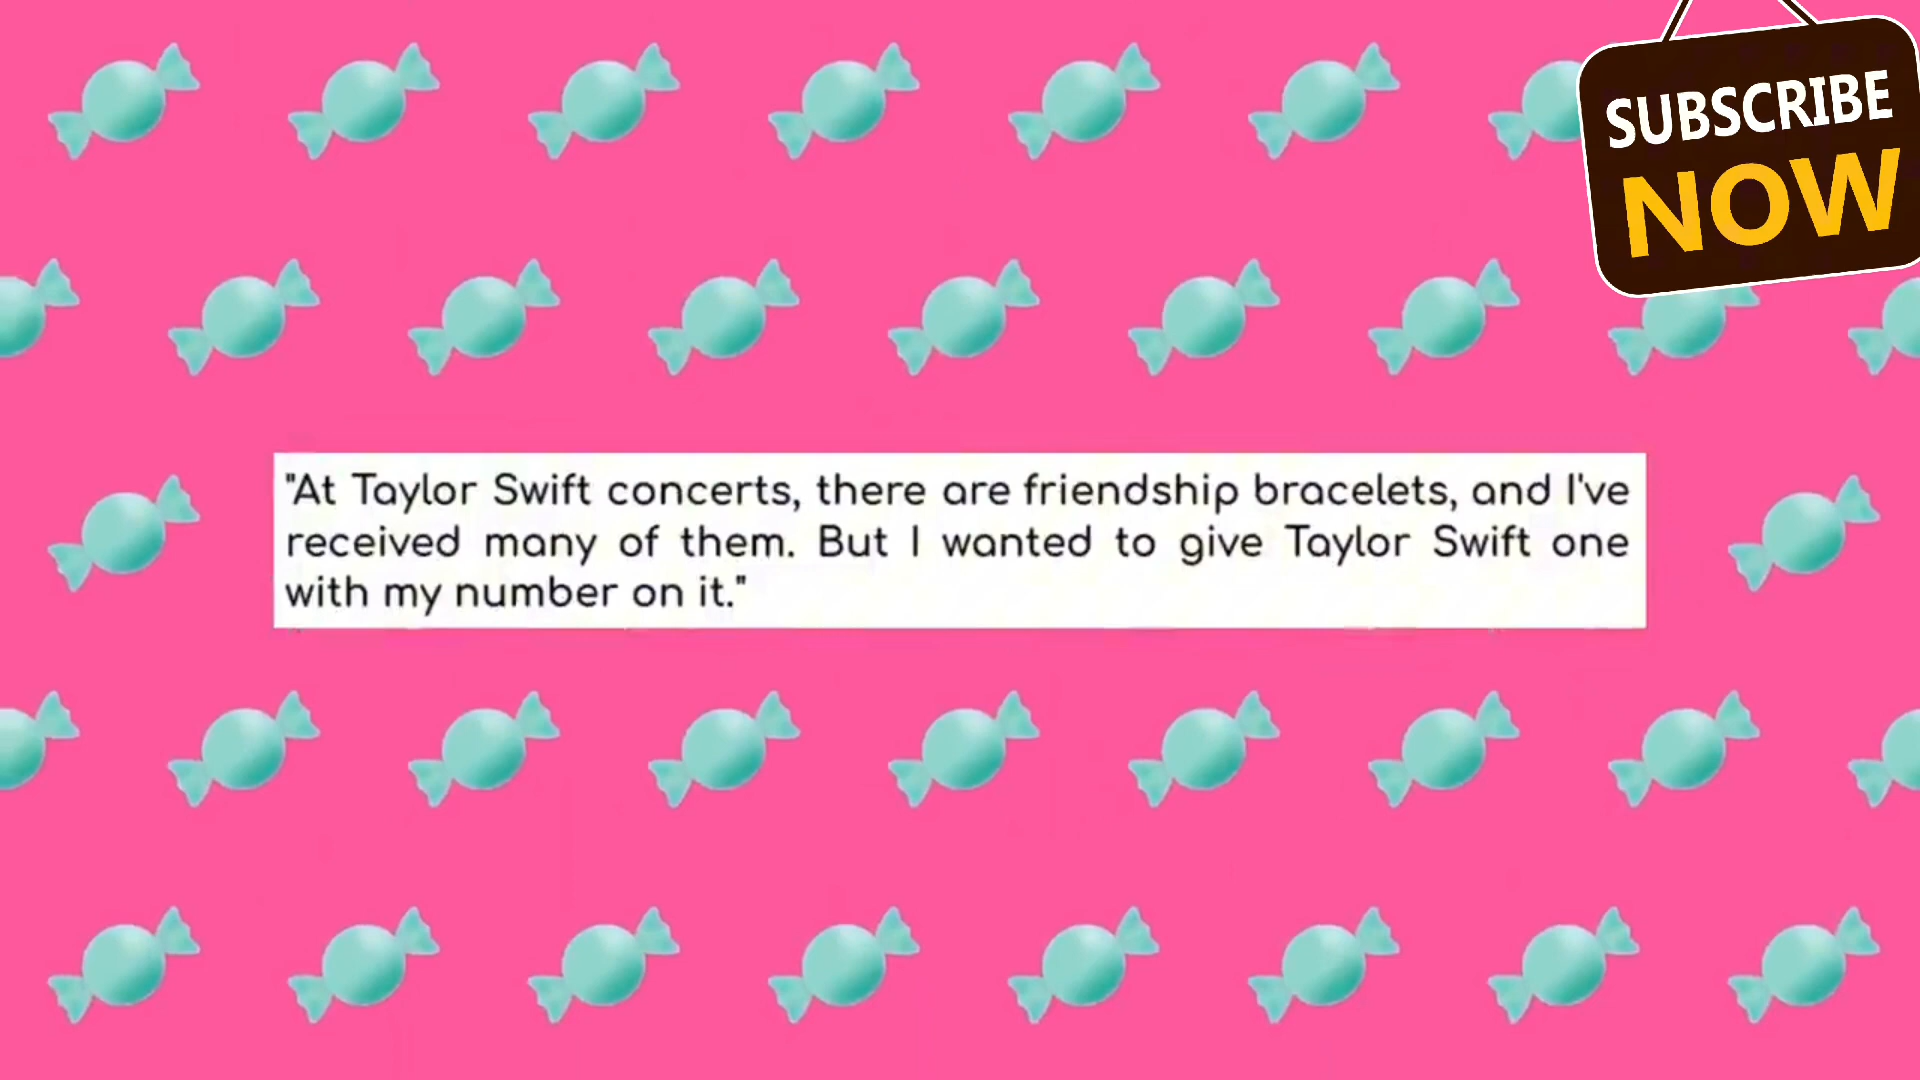 SUBSCRIBE
NOW
"At Taylor Swift concerts, there are friendship bracelets, and I've
received many of them. But I wanted to give Taylor Swift one
with my number on it."